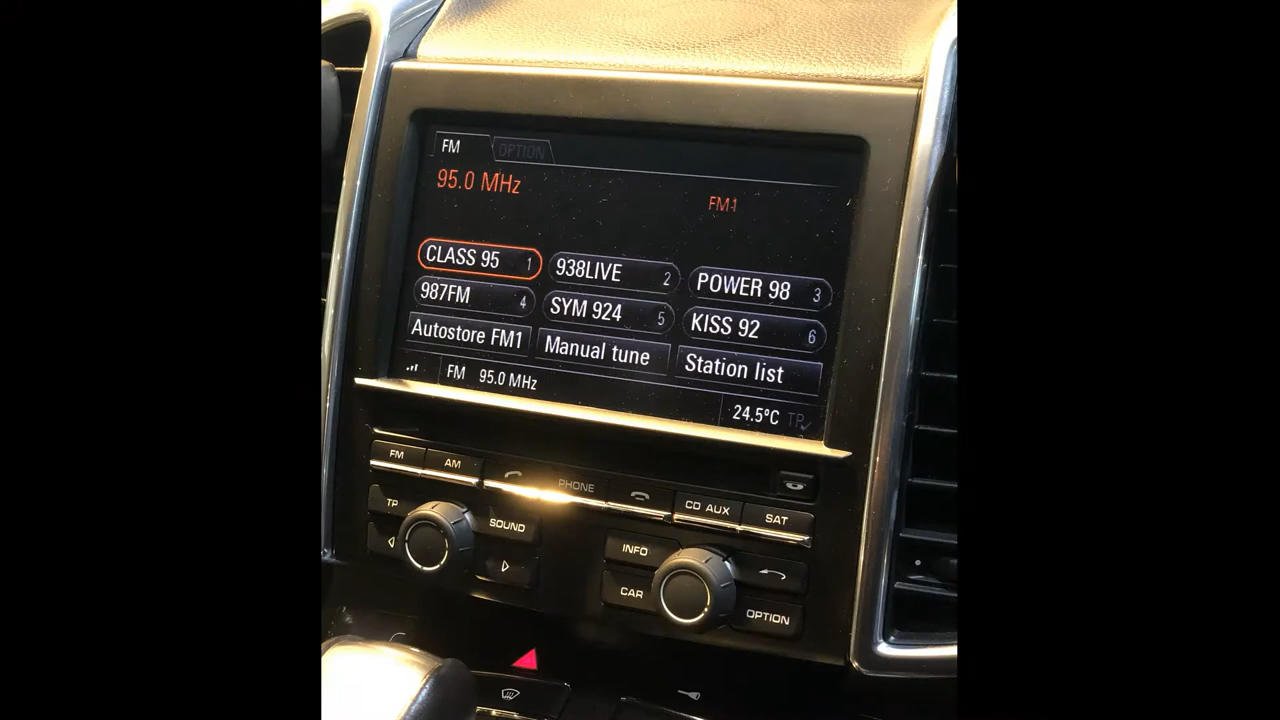 FM OPTION
95.0 MHz
FM1
CLASS 95 1
938LIVE 2
POWER 98 3
987FM 4
SYM 924 5
KISS 92 6
Autostore FM1
Manual tune
Station list
FM 95.0 MHz
24.5°C TP
FM
AM
PHONE
CD AUX
SAT
TP
SOUND
INFO
CAR
OPTION